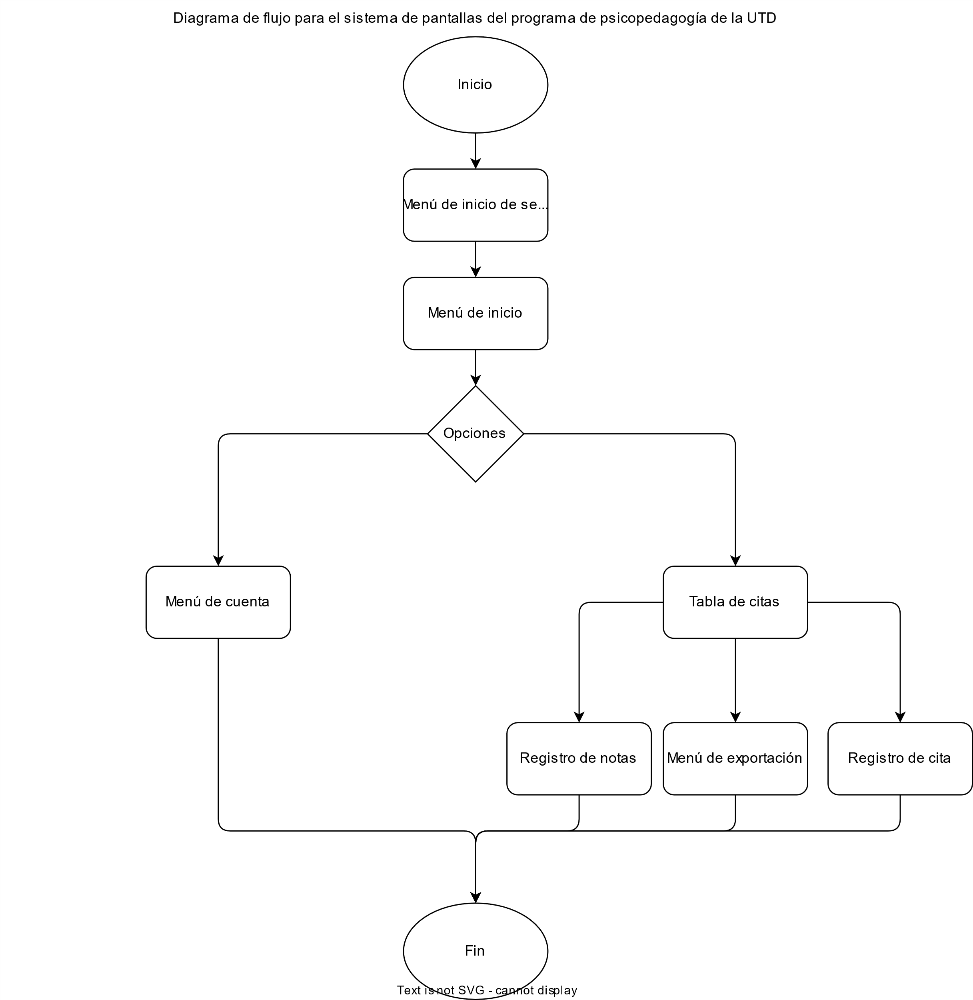 Diagrama de flujo para el sistema de pantallas del programa de psicopedagogía de la UTD
Inicio
Menú de inicio de se...
Menú de inicio
Opciones
Menú de cuenta
Tabla de citas
Registro de notas
Menú de exportación
Registro de cita
Fin
Text is not SVG - cannot display